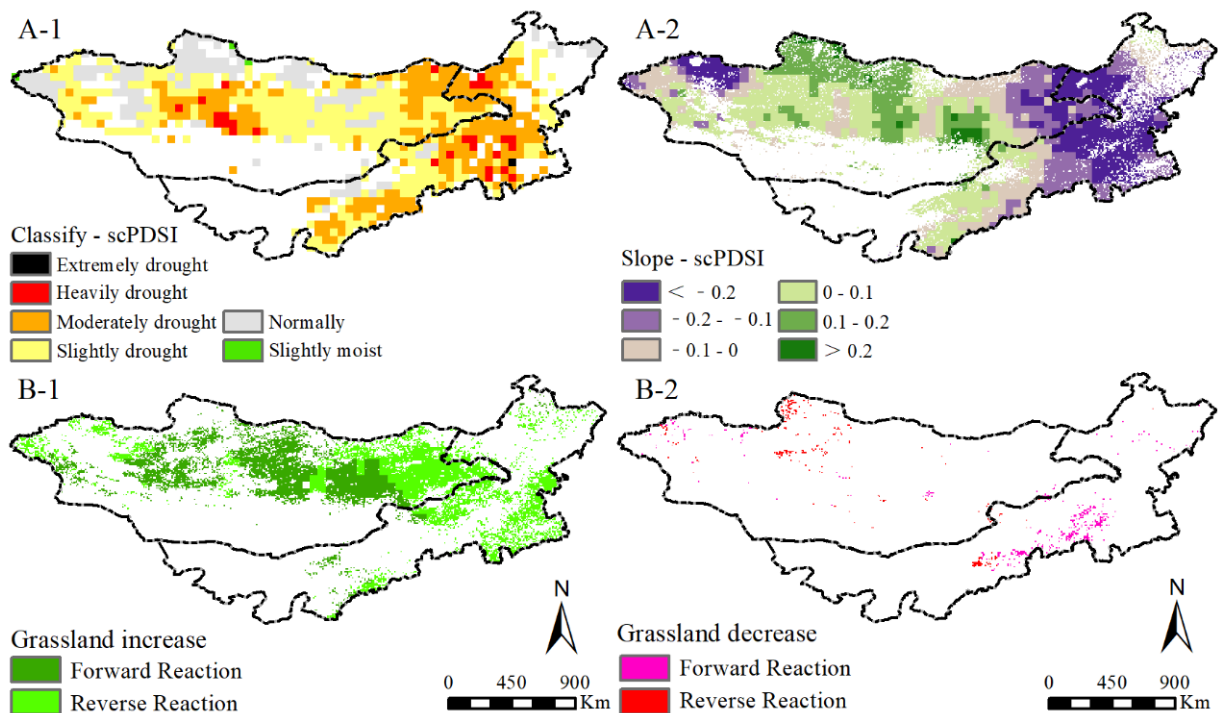 A-1
Classify - scPDSI
Extremely drought
Heavily drought
Moderately drought
Normally
Slightly drought
Slightly moist
A-2
Slope - scPDSI
< - 0.2
0 - 0.1
- 0.2 - - 0.1
0.1 - 0.2
- 0.1 - 0
> 0.2
B-1
N
Grassland increase
Forward Reaction
Reverse Reaction
0 450 900
Km
B-2
N
Grassland decrease
Forward Reaction
Reverse Reaction
0 450 900
Km